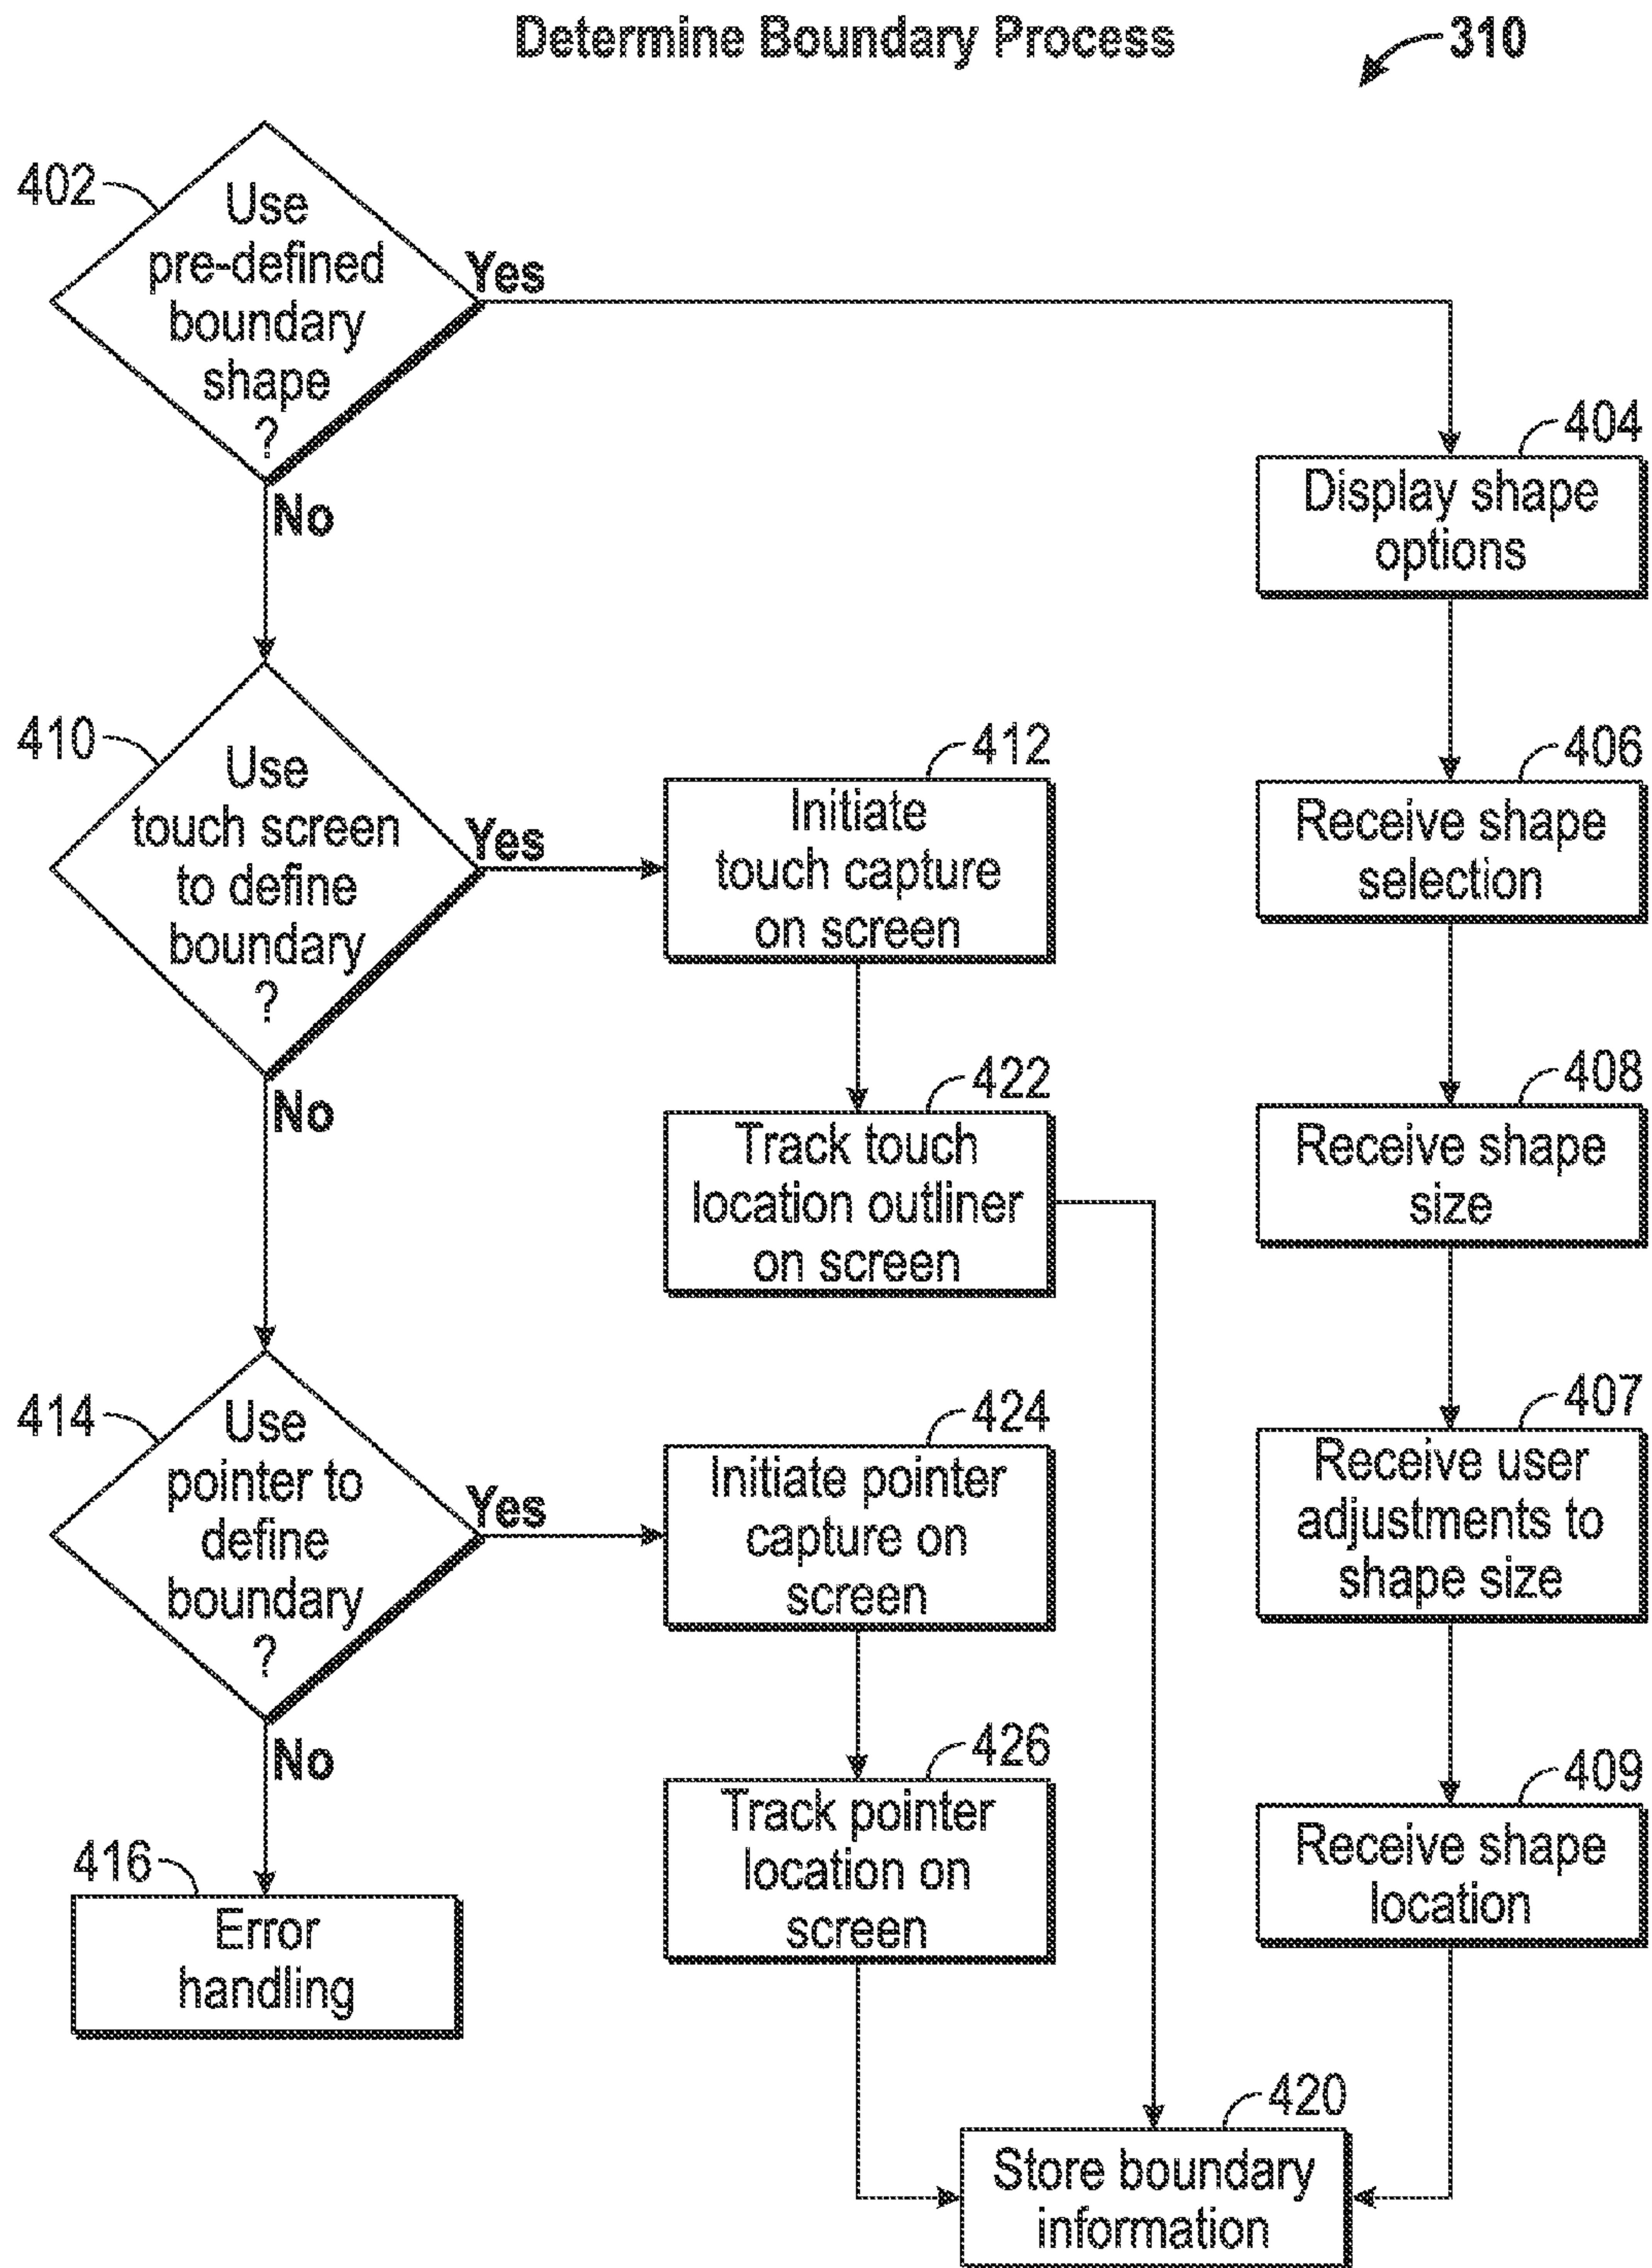 Determine Boundary Process
310
402
Use
pre-defined
boundary
shape
?
Yes
No
404
Display shape
options
410
Use
touch screen
to define
boundary
?
Yes
No
412
Initiate
touch capture
on screen
406
Receive shape
selection
422
Track touch
location outliner
on screen
408
Receive shape
size
414
Use
pointer to
define
boundary
?
Yes
No
424
Initiate pointer
capture on
screen
407
Receive user
adjustments to
shape size
426
Track pointer
location on
screen
409
Receive shape
location
416
Error
handling
420
Store boundary
information